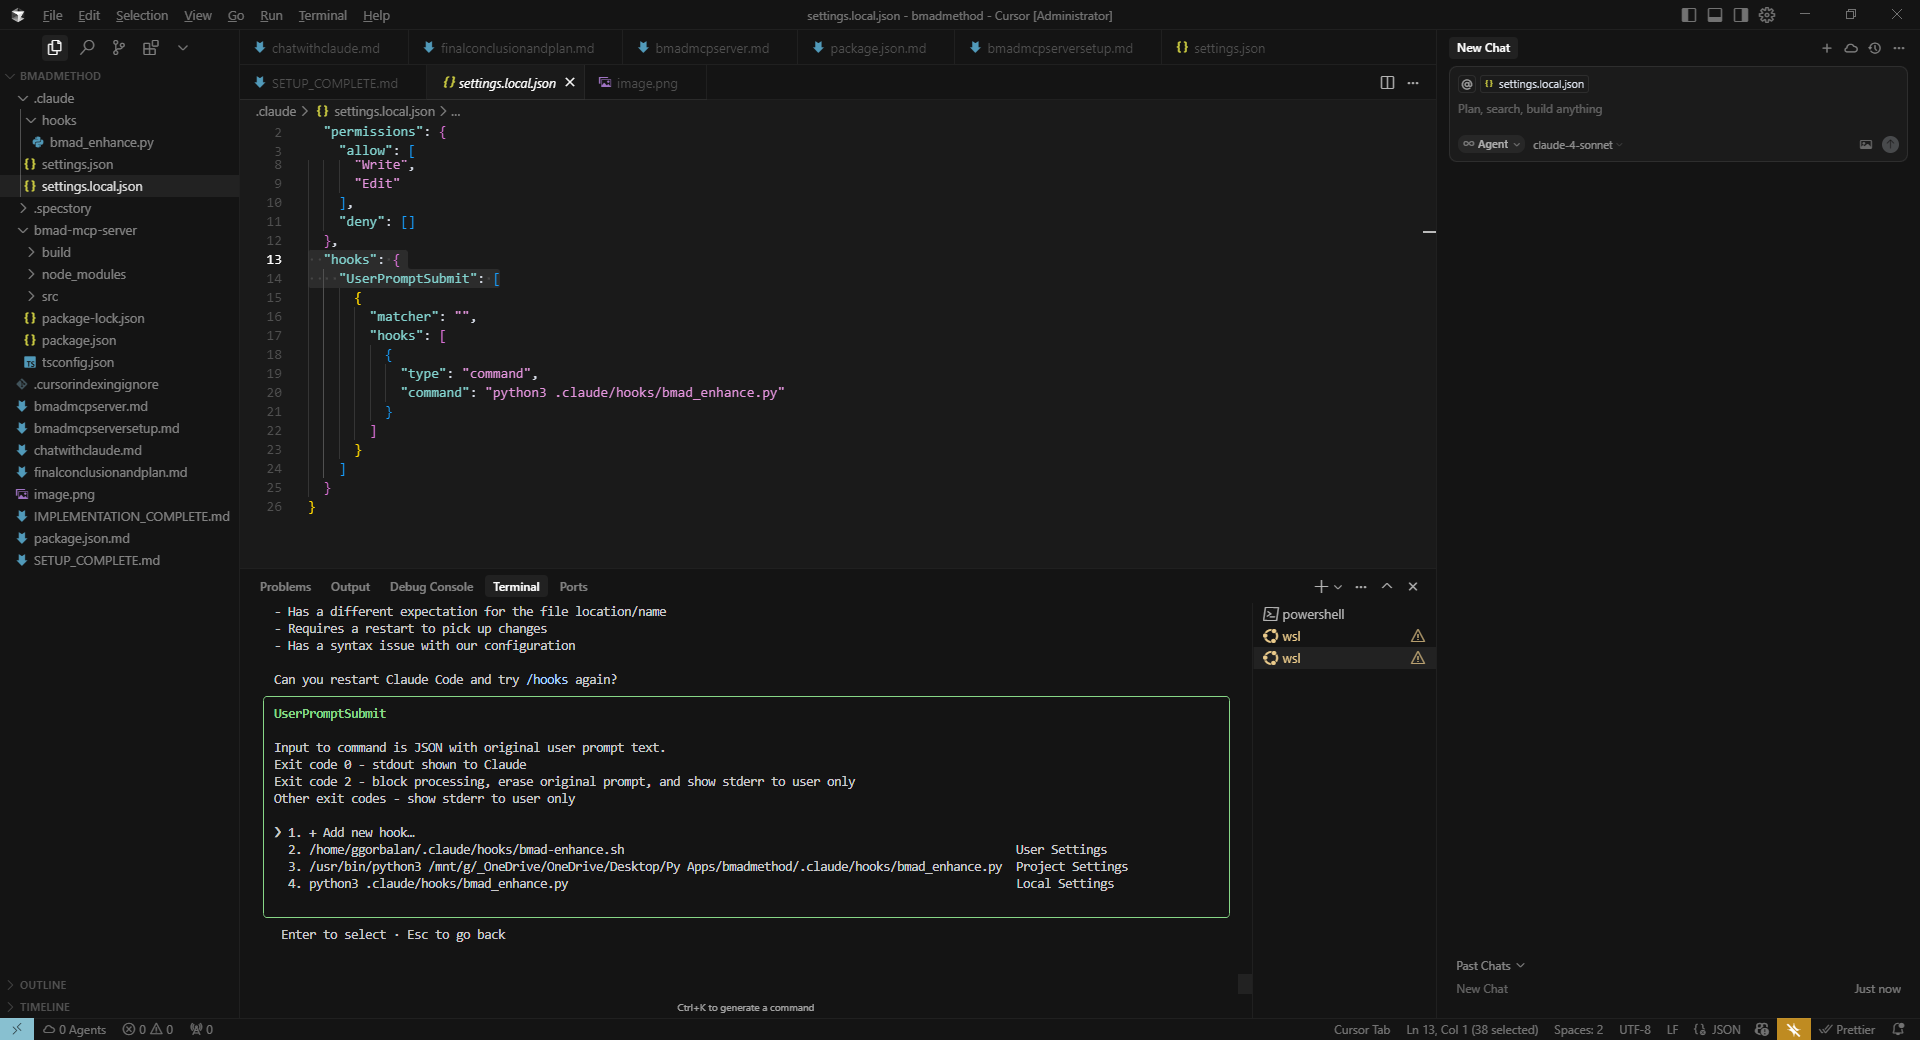 File Edit Selection View Go Run Terminal Help
settings.local.json - bmadmethod - Cursor [Administrator]
BMADMETHOD
.claude
hooks
bmad_enhance.py
settings.json
settings.local.json
.specstory
bmad-mcp-server
build
node_modules
src
package-lock.json
package.json
tsconfig.json
.cursorindexingignore
bmadmcpserver.md
bmadmcpserversetup.md
chatwithclaude.md
finalconclusionandplan.md
image.png
IMPLEMENTATION_COMPLETE.md
package.json.md
SETUP_COMPLETE.md
OUTLINE
TIMELINE
chatwithclaude.md finalconclusionandplan.md bmadmcpserver.md package.json.md bmadmcpserversetup.md {} settings.json
SETUP_COMPLETE.md {} settings.local.json image.png
.claude > {} settings.local.json > ...
2 "permissions": {
3 "allow": [
8 "Write",
9 "Edit"
10 ],
11 "deny": []
12 },
13 "hooks": {
14 "UserPromptSubmit": [
15 {
16 "matcher": "",
17 "hooks": [
18 {
19 "type": "command",
20 "command": "python3 .claude/hooks/bmad_enhance.py"
21 }
22 ]
23 }
24 ]
25 }
26 }
Problems Output Debug Console Terminal Ports
- Has a different expectation for the file location/name
- Requires a restart to pick up changes
- Has a syntax issue with our configuration
Can you restart Claude Code and try /hooks again?
UserPromptSubmit
Input to command is JSON with original user prompt text.
Exit code 0 - stdout shown to Claude
Exit code 2 - block processing, erase original prompt, and show stderr to user only
Other exit codes - show stderr to user only
❯ 1. + Add new hook…
2. /home/ggorbalan/.claude/hooks/bmad-enhance.sh User Settings
3. /usr/bin/python3 /mnt/g/_OneDrive/OneDrive/Desktop/Py Apps/bmadmethod/.claude/hooks/bmad_enhance.py Project Settings
4. python3 .claude/hooks/bmad_enhance.py Local Settings
Enter to select · Esc to go back
Ctrl+K to generate a command
powershell
wsl
wsl
New Chat
@ {} settings.local.json
Plan, search, build anything
∞ Agent claude-4-sonnet
Past Chats
New Chat Just now
0 Agents 0 0 0
Cursor Tab Ln 13, Col 1 (38 selected) Spaces: 2 UTF-8 LF {} JSON Prettier